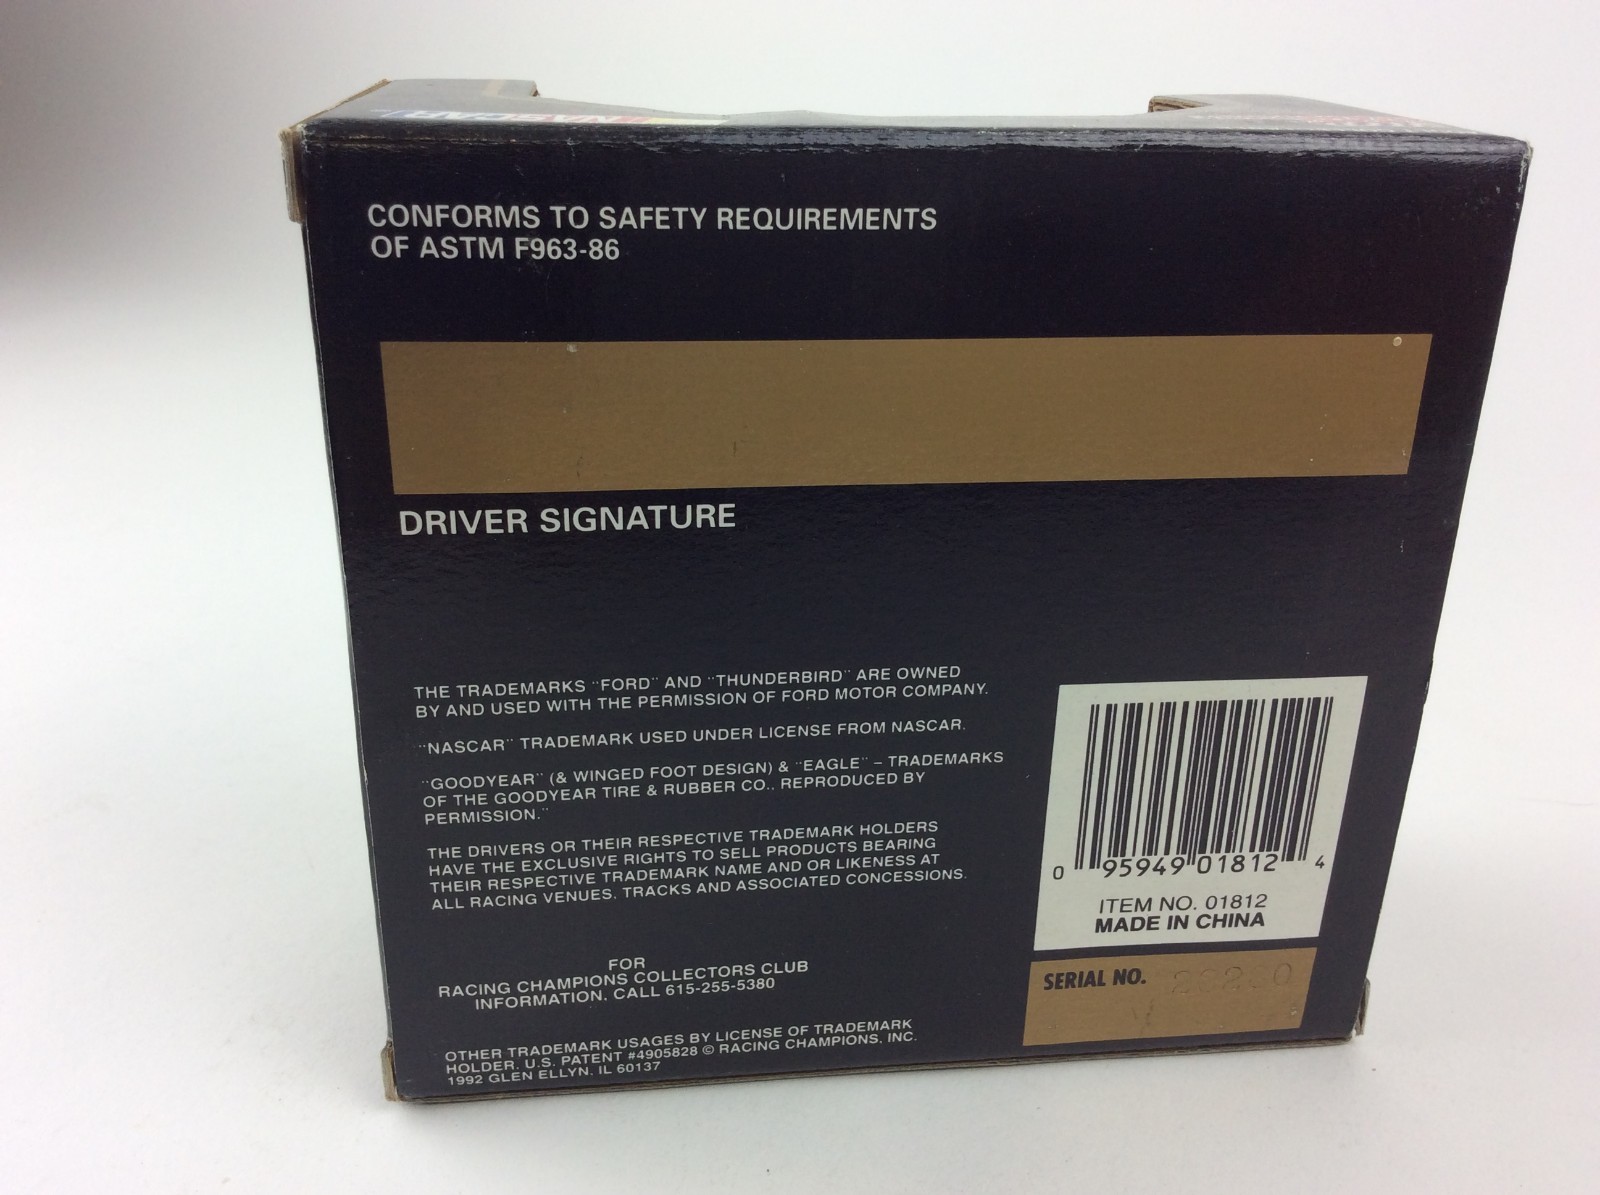 NASCAR
CONFORMS TO SAFETY REQUIREMENTS
OF ASTM F963-86
DRIVER SIGNATURE
THE TRADEMARKS "FORD" AND "THUNDERBIRD" ARE OWNED
BY AND USED WITH THE PERMISSION OF FORD MOTOR COMPANY.
"NASCAR" TRADEMARK USED UNDER LICENSE FROM NASCAR.
"GOODYEAR" (& WINGED FOOT DESIGN) & "EAGLE" – TRADEMARKS
OF THE GOODYEAR TIRE & RUBBER CO., REPRODUCED BY
PERMISSION."
THE DRIVERS OR THEIR RESPECTIVE TRADEMARK HOLDERS
HAVE THE EXCLUSIVE RIGHTS TO SELL PRODUCTS BEARING
THEIR RESPECTIVE TRADEMARK NAME AND OR LIKENESS AT
ALL RACING VENUES. TRACKS AND ASSOCIATED CONCESSIONS.
FOR
RACING CHAMPIONS COLLECTORS CLUB
INFORMATION, CALL 615-255-5380
OTHER TRADEMARK USAGES BY LICENSE OF TRADEMARK
HOLDER. U.S. PATENT #4905828 © RACING CHAMPIONS, INC.
1992 GLEN ELLYN, IL 60137
0 95949 01812 4
ITEM NO. 01812
MADE IN CHINA
SERIAL NO.